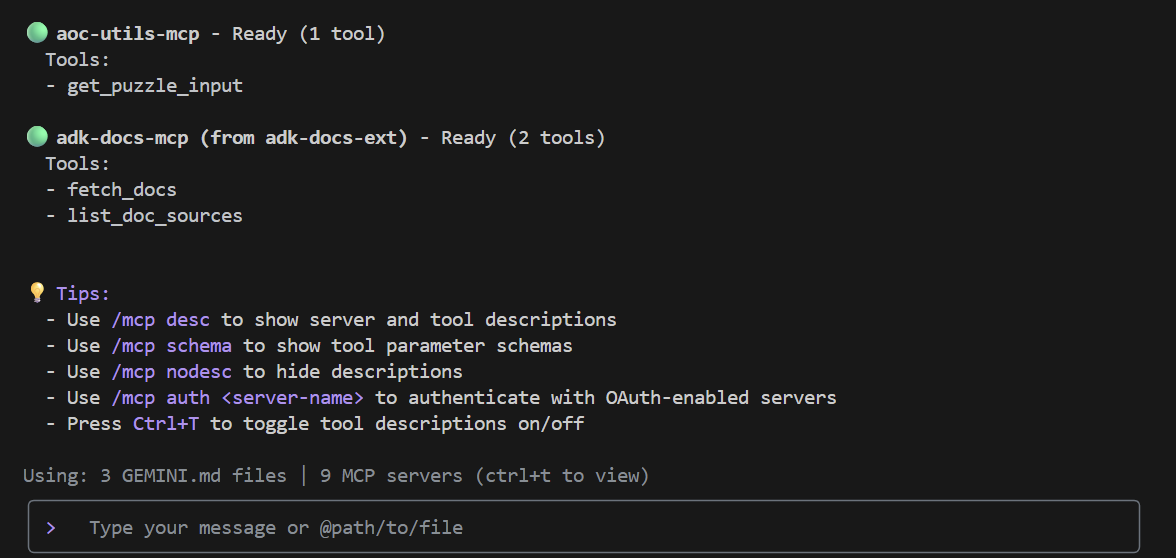 aoc-utils-mcp - Ready (1 tool)
Tools:
- get_puzzle_input
adk-docs-mcp (from adk-docs-ext) - Ready (2 tools)
Tools:
- fetch_docs
- list_doc_sources
Tips:
- Use /mcp desc to show server and tool descriptions
- Use /mcp schema to show tool parameter schemas
- Use /mcp nodesc to hide descriptions
- Use /mcp auth <server-name> to authenticate with OAuth-enabled servers
- Press Ctrl+T to toggle tool descriptions on/off
Using: 3 GEMINI.md files | 9 MCP servers (ctrl+t to view)
> Type your message or @path/to/file